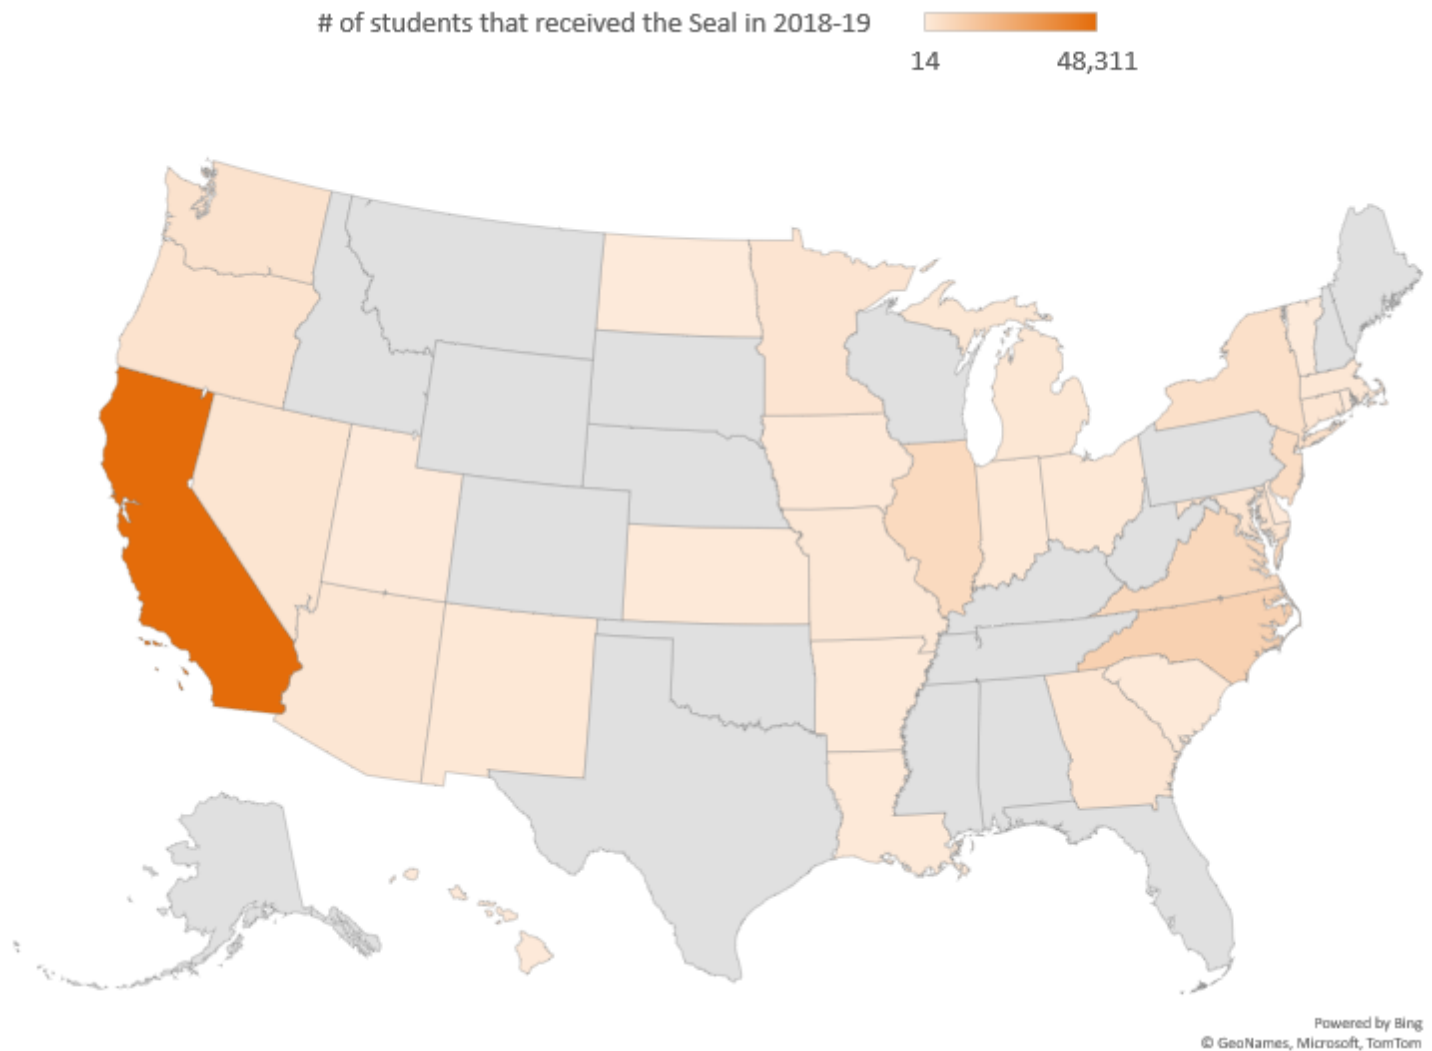 # of students that received the Seal in 2018-19
14 48,311
Powered by Bing
© GeoNames, Microsoft, TomTom